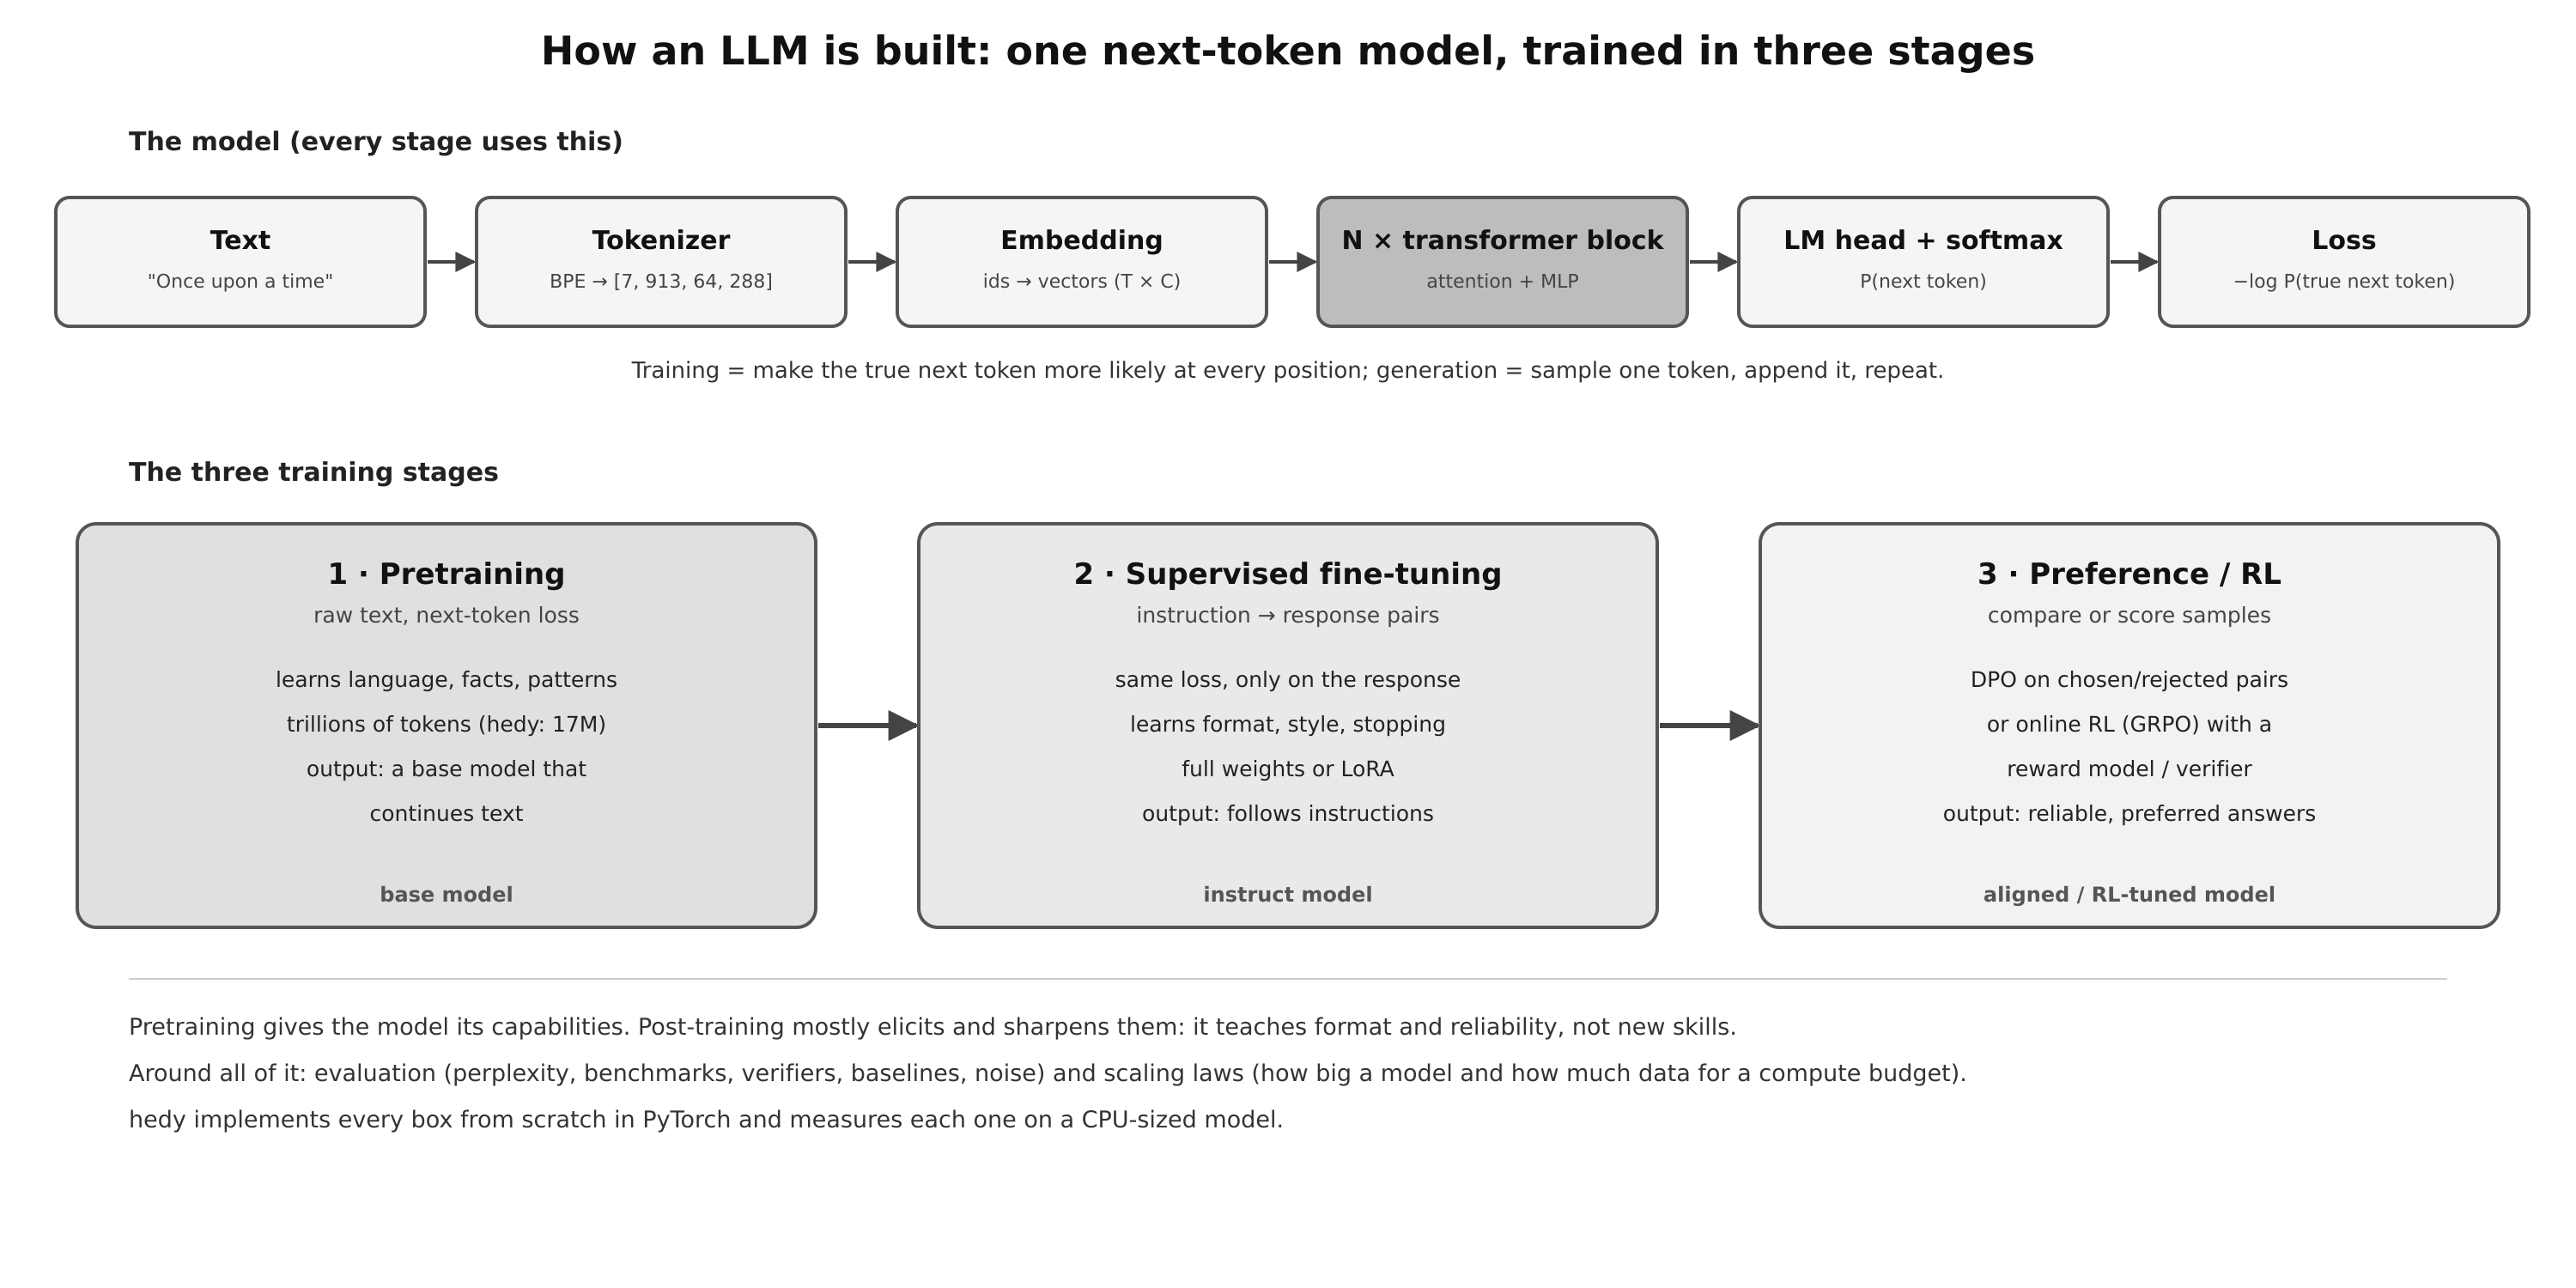 How an LLM is built: one next-token model, trained in three stages
The model (every stage uses this)
Text
"Once upon a time"
Tokenizer
BPE → [7, 913, 64, 288]
Embedding
ids → vectors (T × C)
N × transformer block
attention + MLP
LM head + softmax
P(next token)
Loss
−log P(true next token)
Training = make the true next token more likely at every position; generation = sample one token, append it, repeat.
The three training stages
1 · Pretraining
raw text, next-token loss
learns language, facts, patterns
trillions of tokens (hedy: 17M)
output: a base model that
continues text
base model
2 · Supervised fine-tuning
instruction → response pairs
same loss, only on the response
learns format, style, stopping
full weights or LoRA
output: follows instructions
instruct model
3 · Preference / RL
compare or score samples
DPO on chosen/rejected pairs
or online RL (GRPO) with a
reward model / verifier
output: reliable, preferred answers
aligned / RL-tuned model
Pretraining gives the model its capabilities. Post-training mostly elicits and sharpens them: it teaches format and reliability, not new skills.
Around all of it: evaluation (perplexity, benchmarks, verifiers, baselines, noise) and scaling laws (how big a model and how much data for a compute budget).
hedy implements every box from scratch in PyTorch and measures each one on a CPU-sized model.